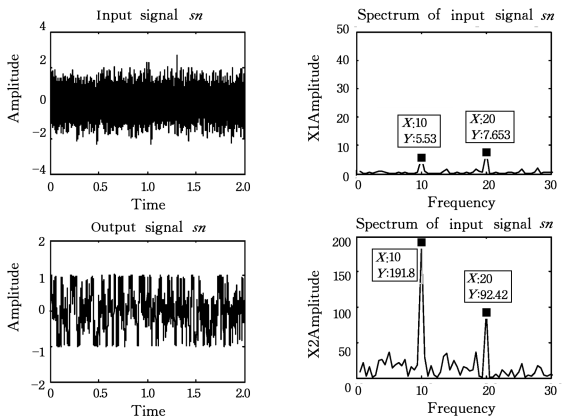 Input signal sn
Amplitude
4
2
0
−2
−4
0 0.5 1.0 1.5 2.0
Time
Spectrum of input signal sn
X1Amplitude
50
40
30
20
10
0
X:10
Y:5.53
X:20
Y:7.653
0 10 20 30
Frequency
Output signal sn
Amplitude
2
1
0
−1
−2
0 0.5 1.0 1.5 2.0
Time
Spectrum of input signal sn
X2Amplitude
200
150
100
50
0
X:10
Y:191.8
X:20
Y:92.42
0 10 20 30
Frequency